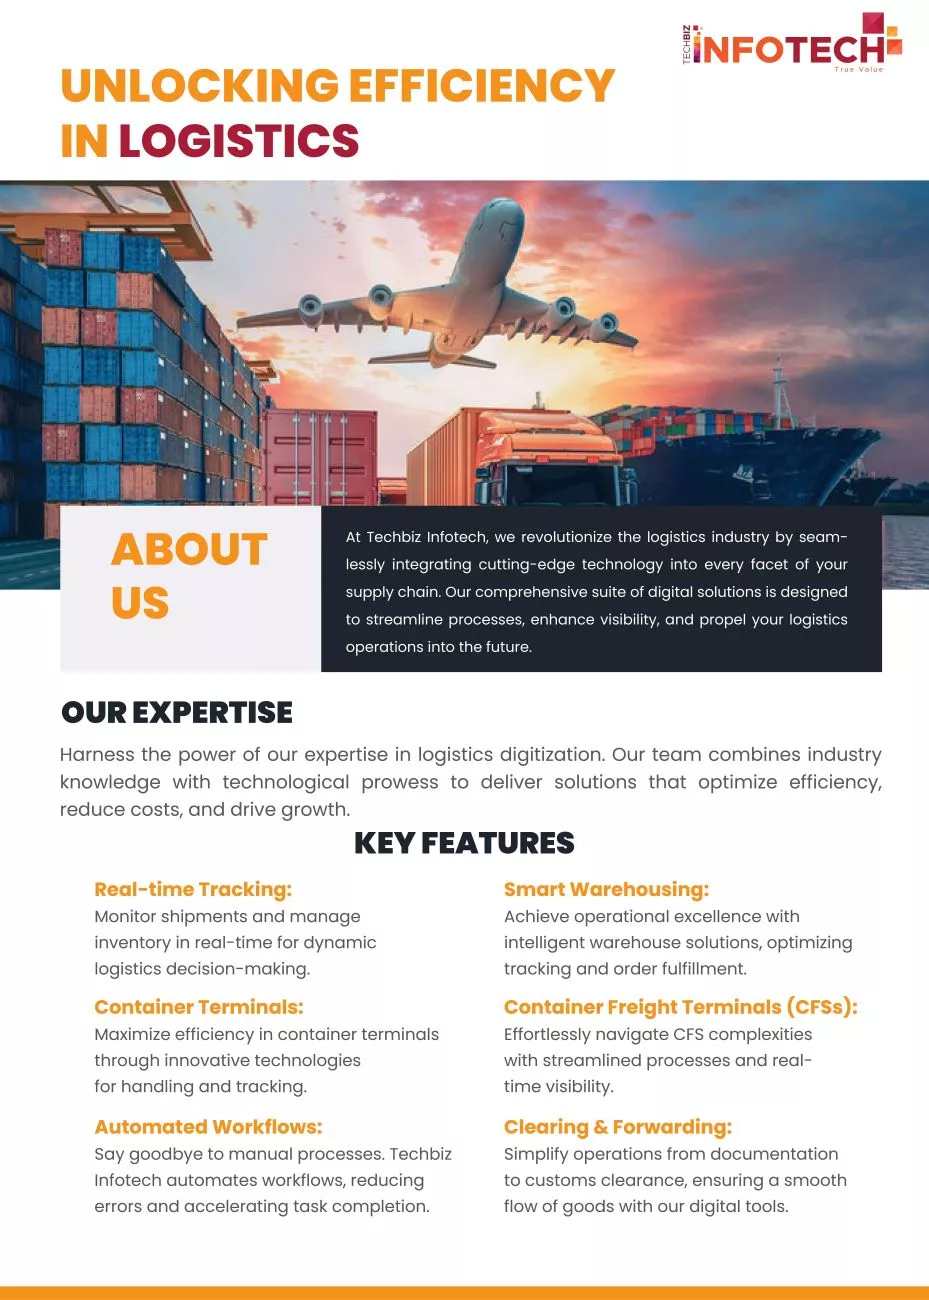 TECHBIZ
INFOTECH
True Value
UNLOCKING EFFICIENCY
IN LOGISTICS
ABOUT
US
At Techbiz Infotech, we revolutionize the logistics industry by seam-
lessly integrating cutting-edge technology into every facet of your
supply chain. Our comprehensive suite of digital solutions is designed
to streamline processes, enhance visibility, and propel your logistics
operations into the future.
OUR EXPERTISE
Harness the power of our expertise in logistics digitization. Our team combines industry
knowledge with technological prowess to deliver solutions that optimize efficiency,
reduce costs, and drive growth.
KEY FEATURES
Real-time Tracking:
Monitor shipments and manage
inventory in real-time for dynamic
logistics decision-making.
Smart Warehousing:
Achieve operational excellence with
intelligent warehouse solutions, optimizing
tracking and order fulfillment.
Container Terminals:
Maximize efficiency in container terminals
through innovative technologies
for handling and tracking.
Container Freight Terminals (CFSs):
Effortlessly navigate CFS complexities
with streamlined processes and real-
time visibility.
Automated Workflows:
Say goodbye to manual processes. Techbiz
Infotech automates workflows, reducing
errors and accelerating task completion.
Clearing & Forwarding:
Simplify operations from documentation
to customs clearance, ensuring a smooth
flow of goods with our digital tools.